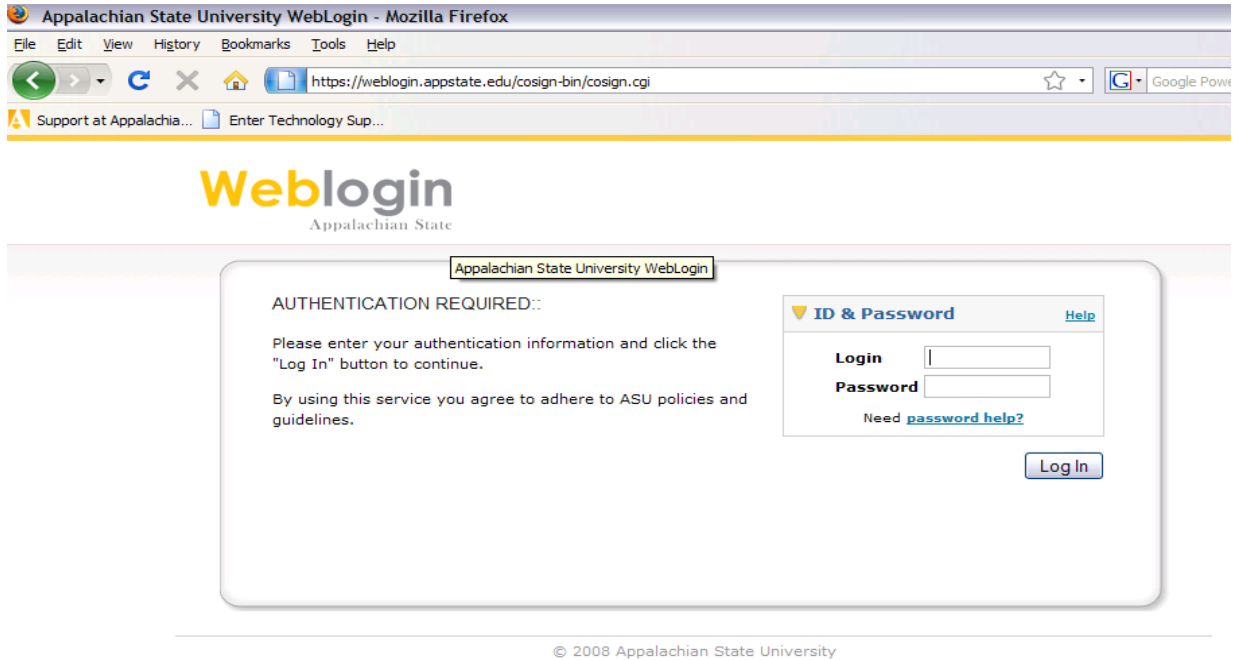 Appalachian State University WebLogin - Mozilla Firefox
File Edit View History Bookmarks Tools Help
https://weblogin.appstate.edu/cosign-bin/cosign.cgi
G Google Powe
Support at Appalachia... Enter Technology Sup...
Weblogin
Appalachian State
Appalachian State University WebLogin
AUTHENTICATION REQUIRED::
Please enter your authentication information and click the
"Log In" button to continue.
By using this service you agree to adhere to ASU policies and
guidelines.
ID & Password Help
Login
Password
Need password help?
Log In
© 2008 Appalachian State University